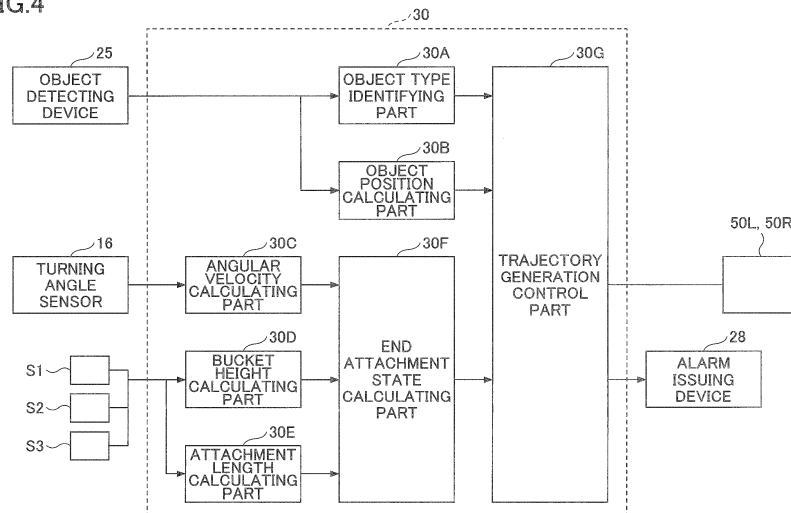 IG.4
30
25
OBJECT
DETECTING
DEVICE
30A
OBJECT TYPE
IDENTIFYING
PART
30B
OBJECT
POSITION
CALCULATING
PART
30G
TRAJECTORY
GENERATION
CONTROL
PART
16
TURNING
ANGLE
SENSOR
30C
ANGULAR
VELOCITY
CALCULATING
PART
30F
END
ATTACHMENT
STATE
CALCULATING
PART
50L, 50R
S1
S2
S3
30D
BUCKET
HEIGHT
CALCULATING
PART
28
ALARM
ISSUING
DEVICE
30E
ATTACHMENT
LENGTH
CALCULATING
PART